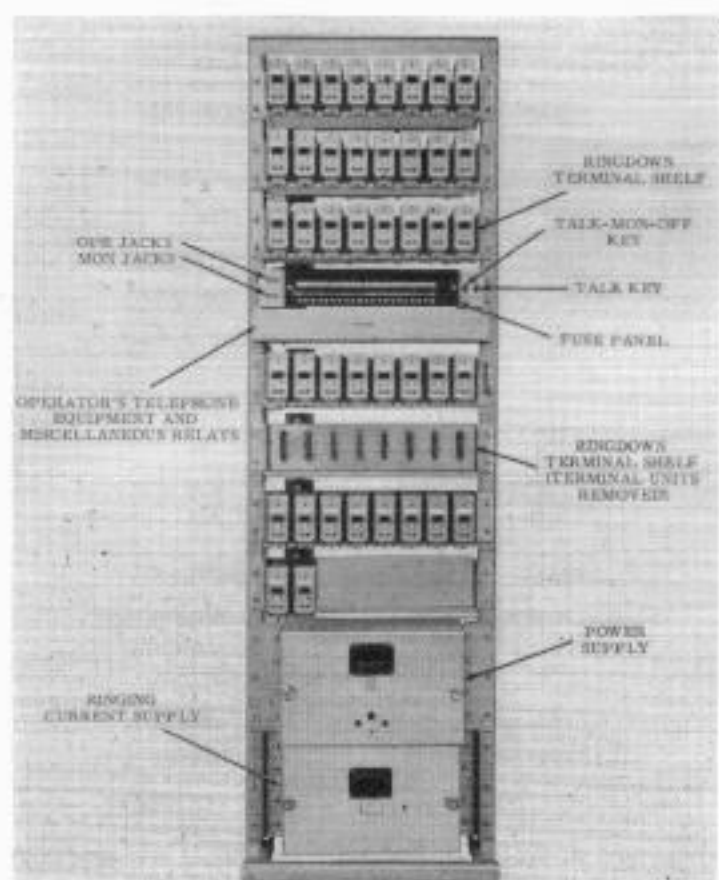 RINGDOWN
TERMINAL SHELF
TALK-MON-OFF
KEY
OPR JACKS
MON JACKS
TALK KEY
FUSE PANEL
OPERATOR'S TELEPHONE
EQUIPMENT AND
MISCELLANEOUS RELAYS
RINGDOWN
TERMINAL SHELF
(TERMINAL UNITS
REMOVED)
POWER
SUPPLY
RINGING
CURRENT SUPPLY